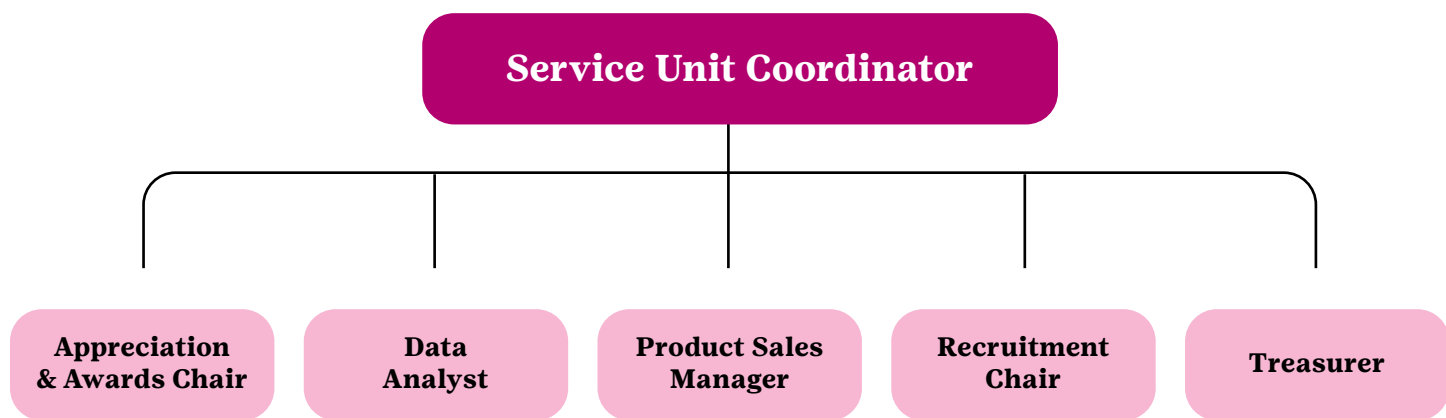 Service Unit Coordinator
Appreciation
& Awards Chair
Data
Analyst
Product Sales
Manager
Recruitment
Chair
Treasurer